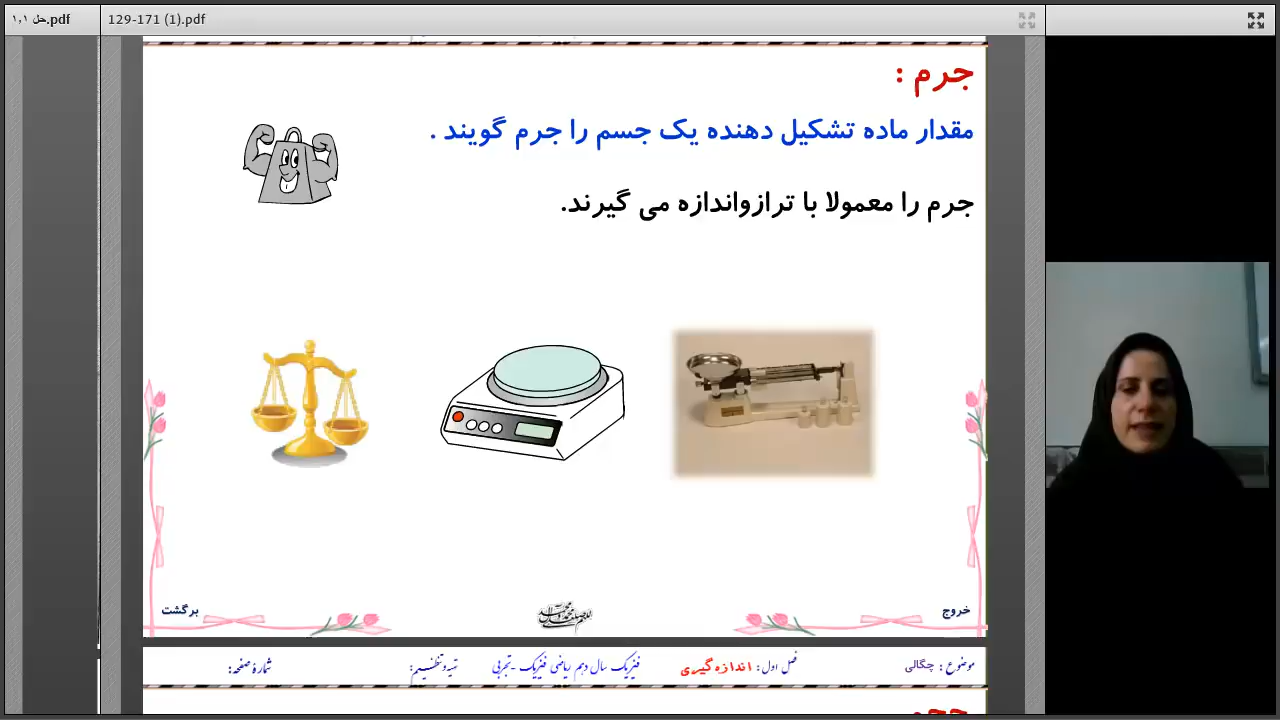 حل ۱,۱.pdf
129-171 (1).pdf
جرم :
مقدار ماده تشکیل دهنده یک جسم را جرم گویند .
جرم را معمولا با ترازواندازه می گیرند.
خروج
برگشت
موضوع : چگالی
فصل اول: اندازه گیری
فیزیک سال دهم ریاضی فیزیک - تجربی
تهیه و تنظیم:
شمارهٔ صفحه: